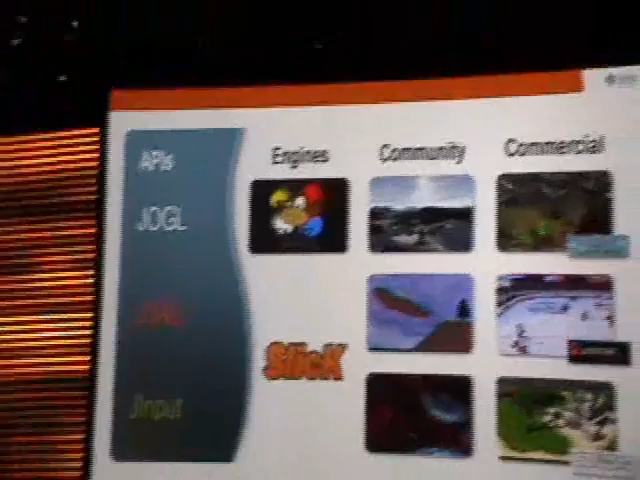 APIs
Engines
Community
Commercial
JOGL
Slick
JInput